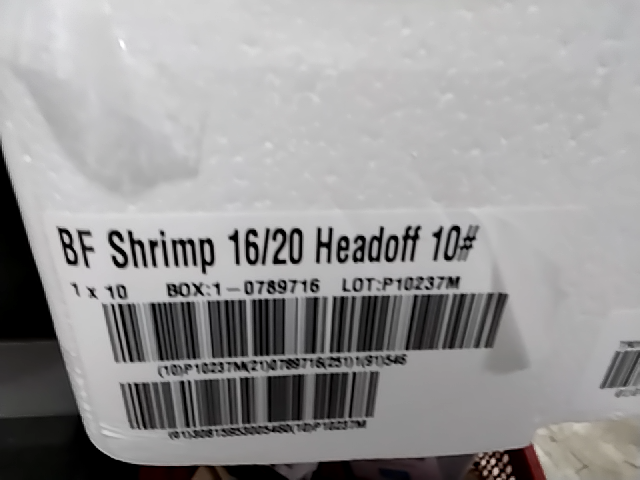 BF Shrimp 16/20 Headoff 10#
1 x 10 BOX:1-0789716 LOT:P10237M
(10)P10237M(21)0789716(251)1(91)546